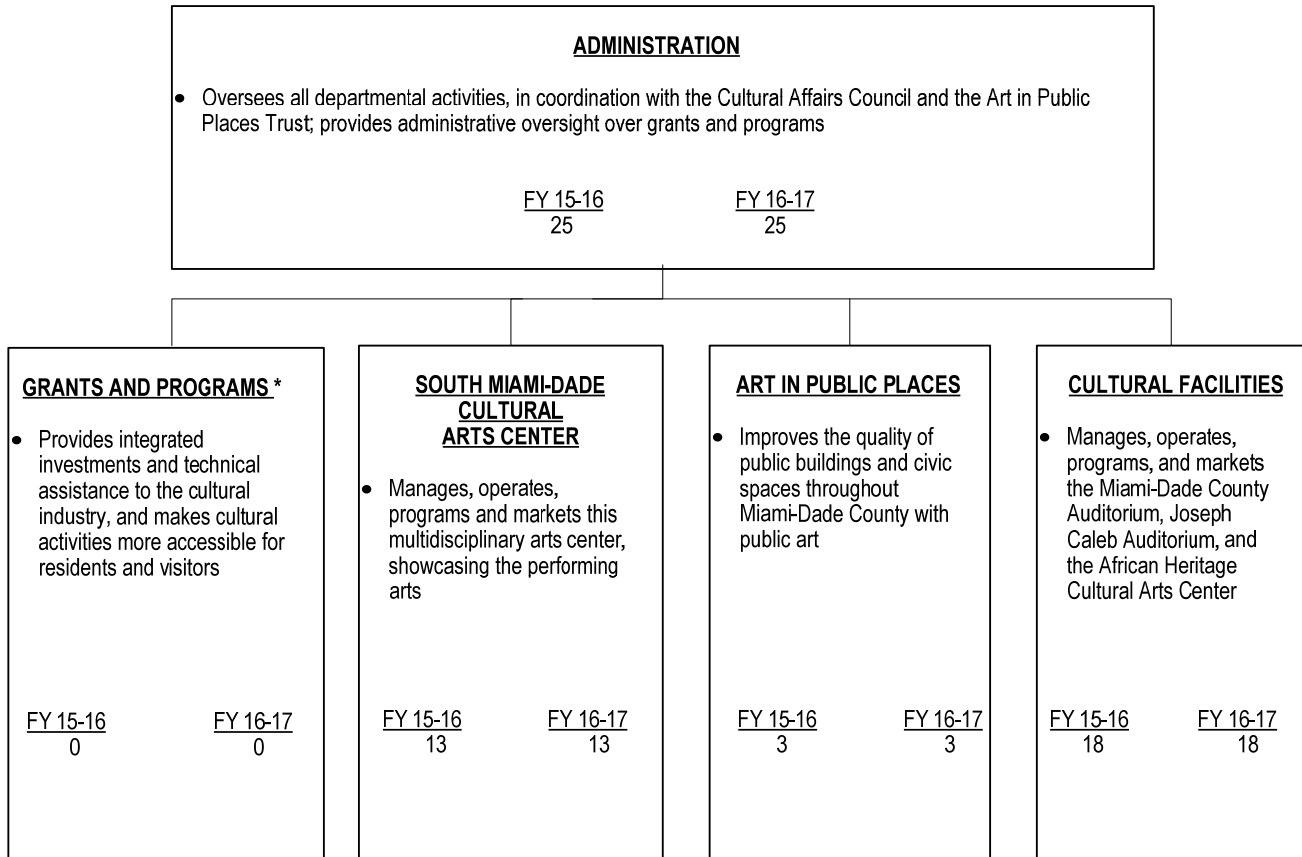 ADMINISTRATION
• Oversees all departmental activities, in coordination with the Cultural Affairs Council and the Art in Public
Places Trust; provides administrative oversight over grants and programs
FY 15-16 FY 16-17
25 25
GRANTS AND PROGRAMS *
• Provides integrated
investments and technical
assistance to the cultural
industry, and makes cultural
activities more accessible for
residents and visitors
FY 15-16 FY 16-17
0 0
SOUTH MIAMI-DADE
CULTURAL
ARTS CENTER
• Manages, operates,
programs and markets this
multidisciplinary arts center,
showcasing the performing
arts
FY 15-16 FY 16-17
13 13
ART IN PUBLIC PLACES
• Improves the quality of
public buildings and civic
spaces throughout
Miami-Dade County with
public art
FY 15-16 FY 16-17
3 3
CULTURAL FACILITIES
• Manages, operates,
programs, and markets
the Miami-Dade County
Auditorium, Joseph
Caleb Auditorium, and
the African Heritage
Cultural Arts Center
FY 15-16 FY 16-17
18 18